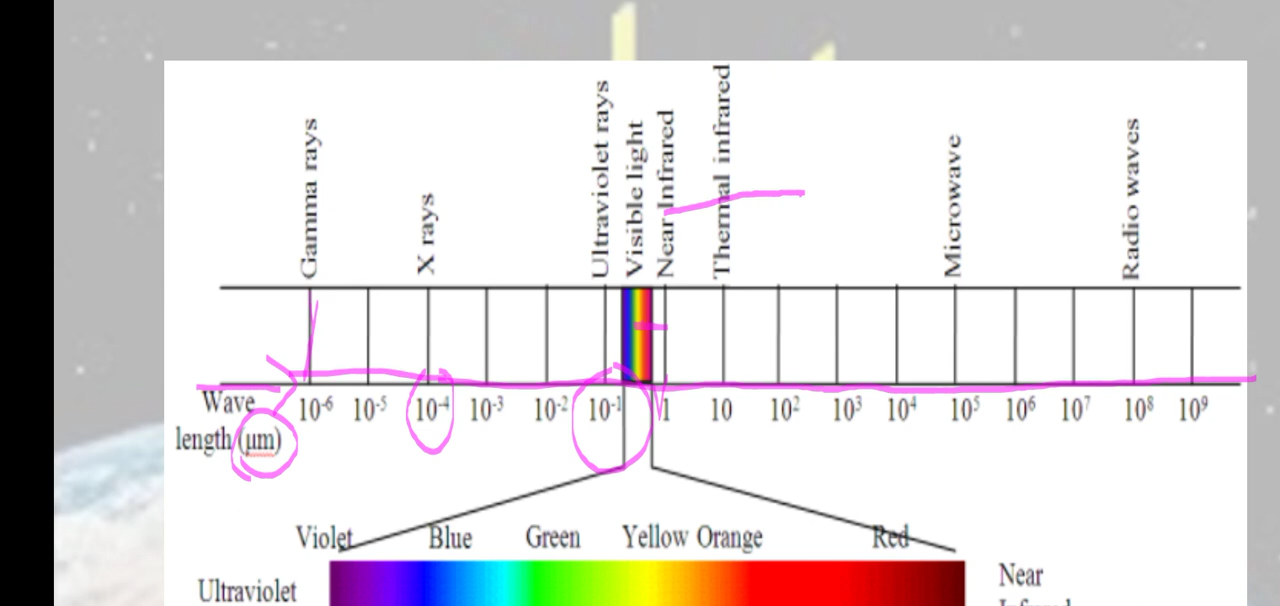 Gamma rays
X rays
Ultraviolet rays
Visible light
Near Infrared
Thermal infrared
Microwave
Radio waves
Wave 10⁻⁶ 10⁻⁵ 10⁻⁴ 10⁻³ 10⁻² 10⁻¹ 1 10 10² 10³ 10⁴ 10⁵ 10⁶ 10⁷ 10⁸ 10⁹
length (μm)
Violet Blue Green Yellow Orange Red
Ultraviolet
Near